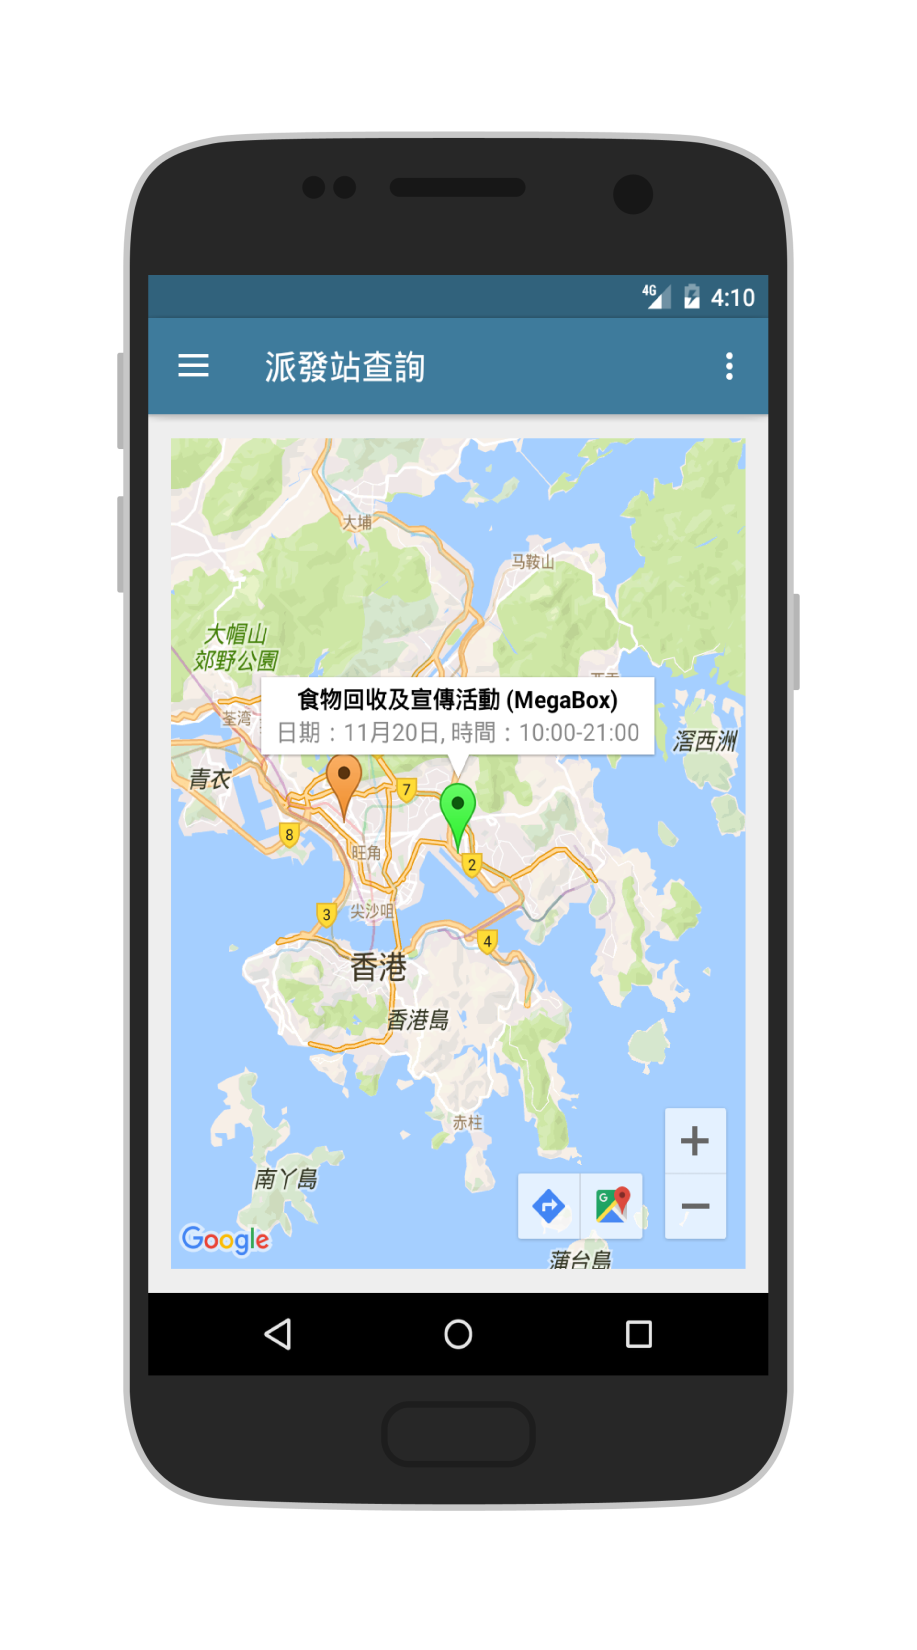 4G 4:10
派發站查詢
大埔
马鞍山
大帽山
郊野公園
食物回收及宣傳活動 (MegaBox)
日期：11月20日, 時間：10:00-21:00
荃湾
滘西洲
青衣
7
8
旺角
2
3
尖沙咀
4
香港
香港島
赤柱
南丫島
G
Google
蒲台島